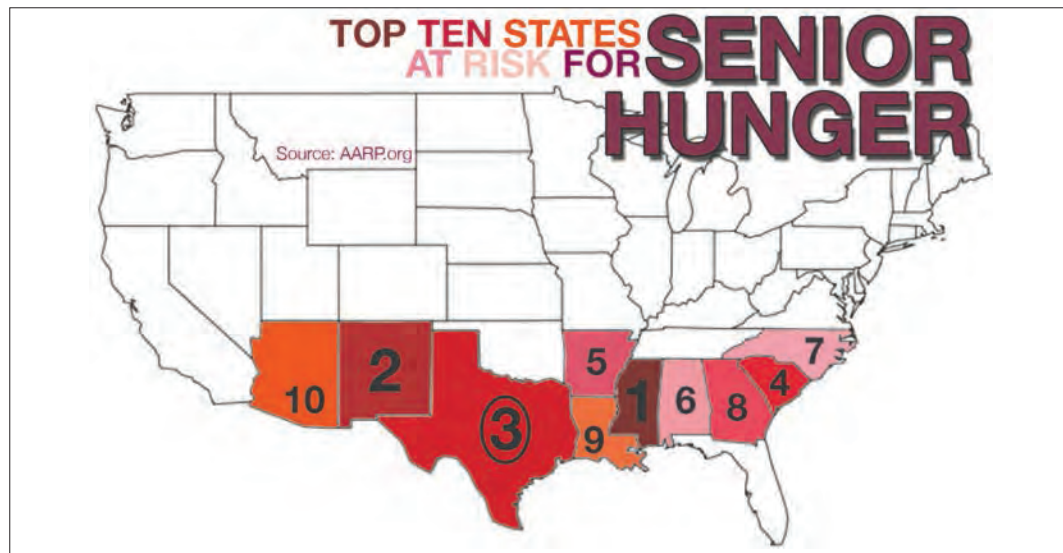 TOP TEN STATES
AT RISK FOR
SENIOR
HUNGER
Source: AARP.org
10
2
3
5
9
1
6
8
4
7